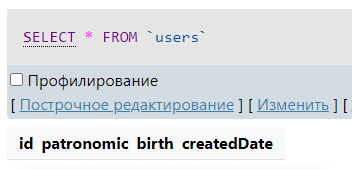 SELECT * FROM `users`
Профилирование
[ Построчное редактирование ] [ Изменить ] [
id patronomic birth createdDate